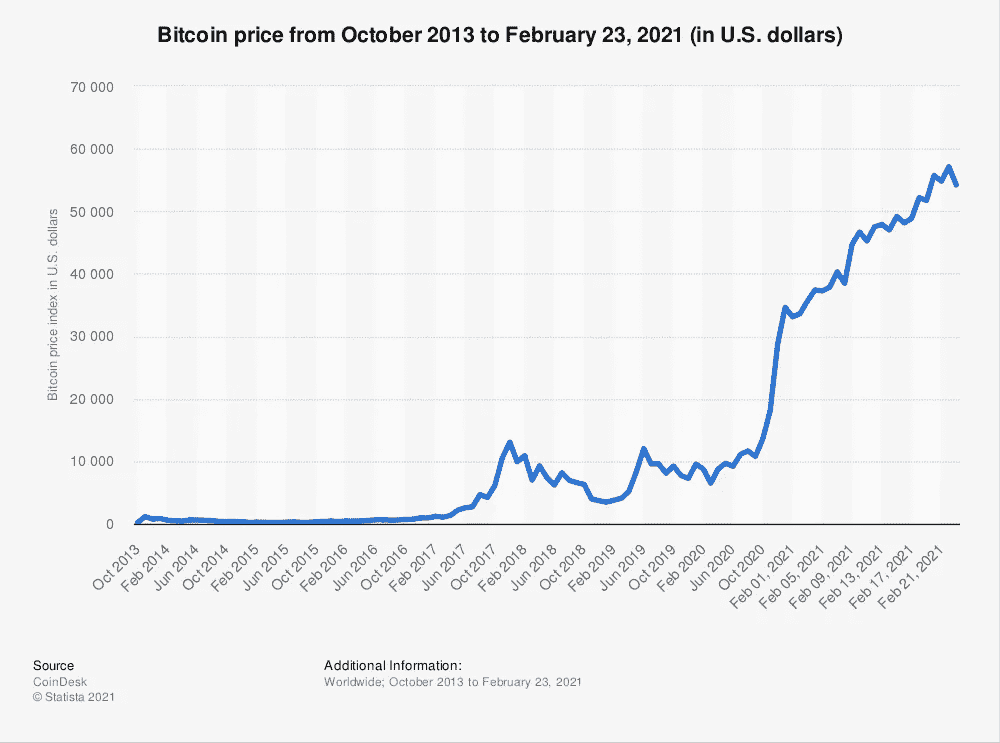 Bitcoin price from October 2013 to February 23, 2021 (in U.S. dollars)
Bitcoin price index in U.S. dollars
70 000
60 000
50 000
40 000
30 000
20 000
10 000
0
Oct 2013
Feb 2014
Jun 2014
Oct 2014
Feb 2015
Jun 2015
Oct 2015
Feb 2016
Jun 2016
Oct 2016
Feb 2017
Jun 2017
Oct 2017
Feb 2018
Jun 2018
Oct 2018
Feb 2019
Jun 2019
Oct 2019
Feb 2020
Jun 2020
Oct 2020
Feb 01, 2021
Feb 05, 2021
Feb 09, 2021
Feb 13, 2021
Feb 17, 2021
Feb 21, 2021
Source
CoinDesk
© Statista 2021
Additional Information:
Worldwide; October 2013 to February 23, 2021